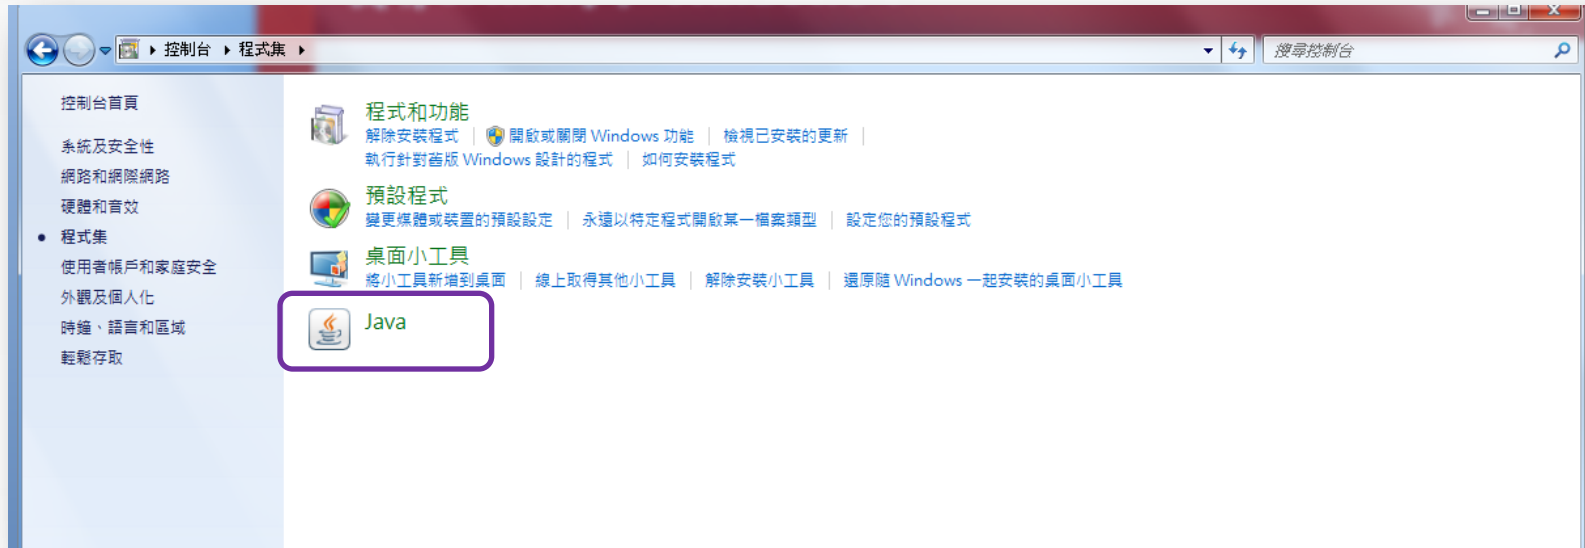 控制台 程式集
搜尋控制台
控制台首頁
系統及安全性
網路和網際網路
硬體和音效
程式集
使用者帳戶和家庭安全
外觀及個人化
時鐘、語言和區域
輕鬆存取
程式和功能
解除安裝程式 開啟或關閉 Windows 功能 檢視已安裝的更新
執行針對舊版 Windows 設計的程式 如何安裝程式
預設程式
變更媒體或裝置的預設設定 永遠以特定程式開啟某一檔案類型 設定您的預設程式
桌面小工具
將小工具新增到桌面 線上取得其他小工具 解除安裝小工具 還原隨 Windows 一起安裝的桌面小工具
Java